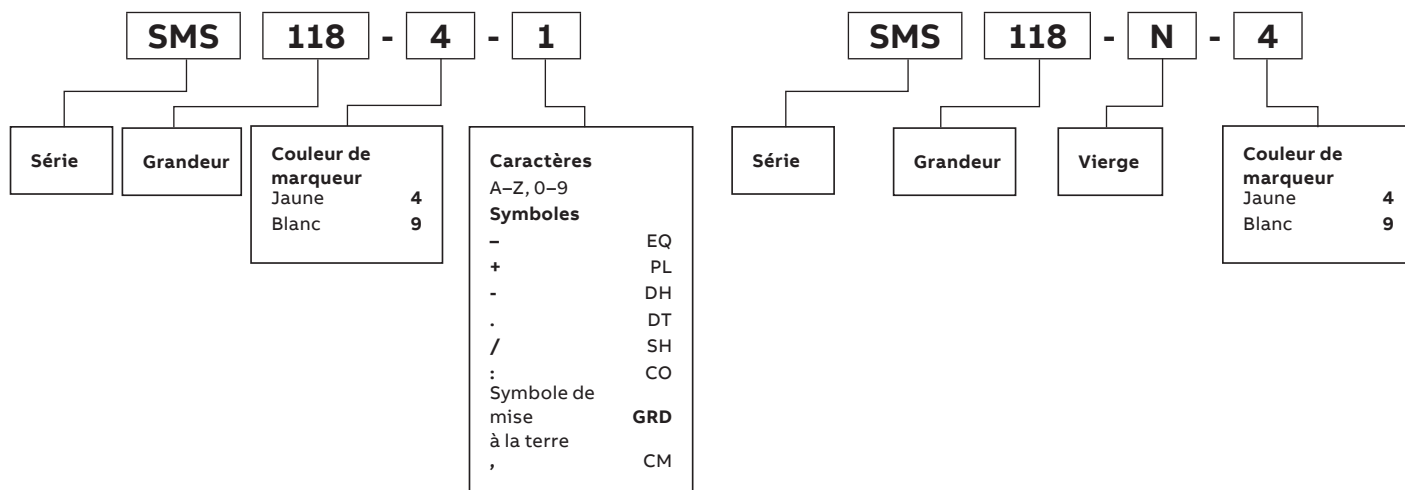 SMS 118 - 4 - 1
Série
Grandeur
Couleur de
marqueur
Jaune 4
Blanc 9
Caractères
A–Z, 0–9
Symboles
– EQ
+ PL
- DH
. DT
/ SH
: CO
Symbole de
mise GRD
à la terre
, CM
SMS 118 - N - 4
Série
Grandeur
Vierge
Couleur de
marqueur
Jaune 4
Blanc 9